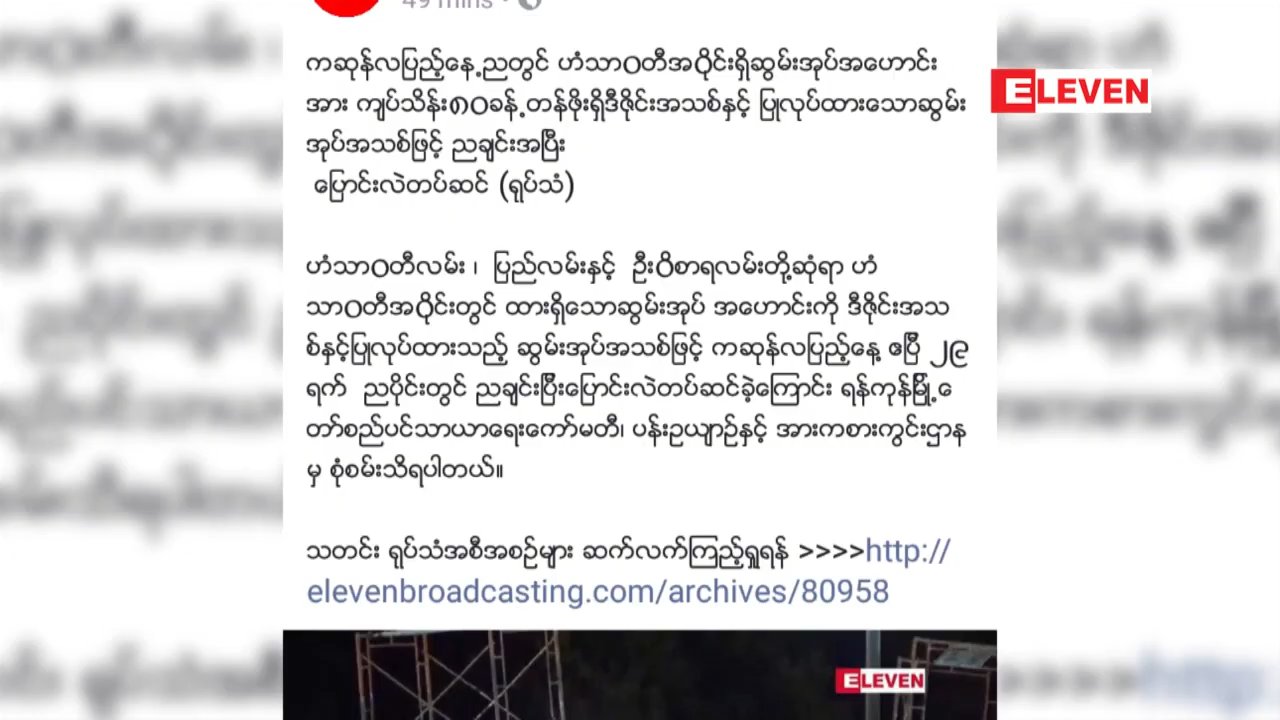 49 mins ·
ကဆုန်လပြည့်နေ့ညတွင် ဟံသာဝတီအဝိုင်းရှိဆွမ်းအုပ်အဟောင်း
ELEVEN
အား ကျပ်သိန်း၈၀ခန့်တန်ဖိုးရှိဒီဇိုင်းအသစ်နှင့် ပြုလုပ်ထားသောဆွမ်း
အုပ်အသစ်ဖြင့် ညချင်းအပြီး
ပြောင်းလဲတပ်ဆင် (ရုပ်သံ)
ဟံသာဝတီလမ်း ၊ ပြည်လမ်းနှင့် ဦးဝိစာရလမ်းတို့ဆုံရာ ဟံ
သာဝတီအဝိုင်းတွင် ထားရှိသောဆွမ်းအုပ် အဟောင်းကို ဒီဇိုင်းအသ
စ်နှင့်ပြုလုပ်ထားသည့် ဆွမ်းအုပ်အသစ်ဖြင့် ကဆုန်လပြည့်နေ့ ဧပြီ ၂၉
ရက် ညပိုင်းတွင် ညချင်းပြီးပြောင်းလဲတပ်ဆင်ခဲ့ကြောင်း ရန်ကုန်မြို့ေ
တာ်စည်ပင်သာယာရေးကော်မတီ၊ ပန်းဥယျာဉ်နှင့် အားကစားကွင်းဌာန
မှ စုံစမ်းသိရပါတယ်။
သတင်း ရုပ်သံအစီအစဉ်များ ဆက်လက်ကြည့်ရှုရန် >>>>http://
elevenbroadcasting.com/archives/80958
ELEVEN